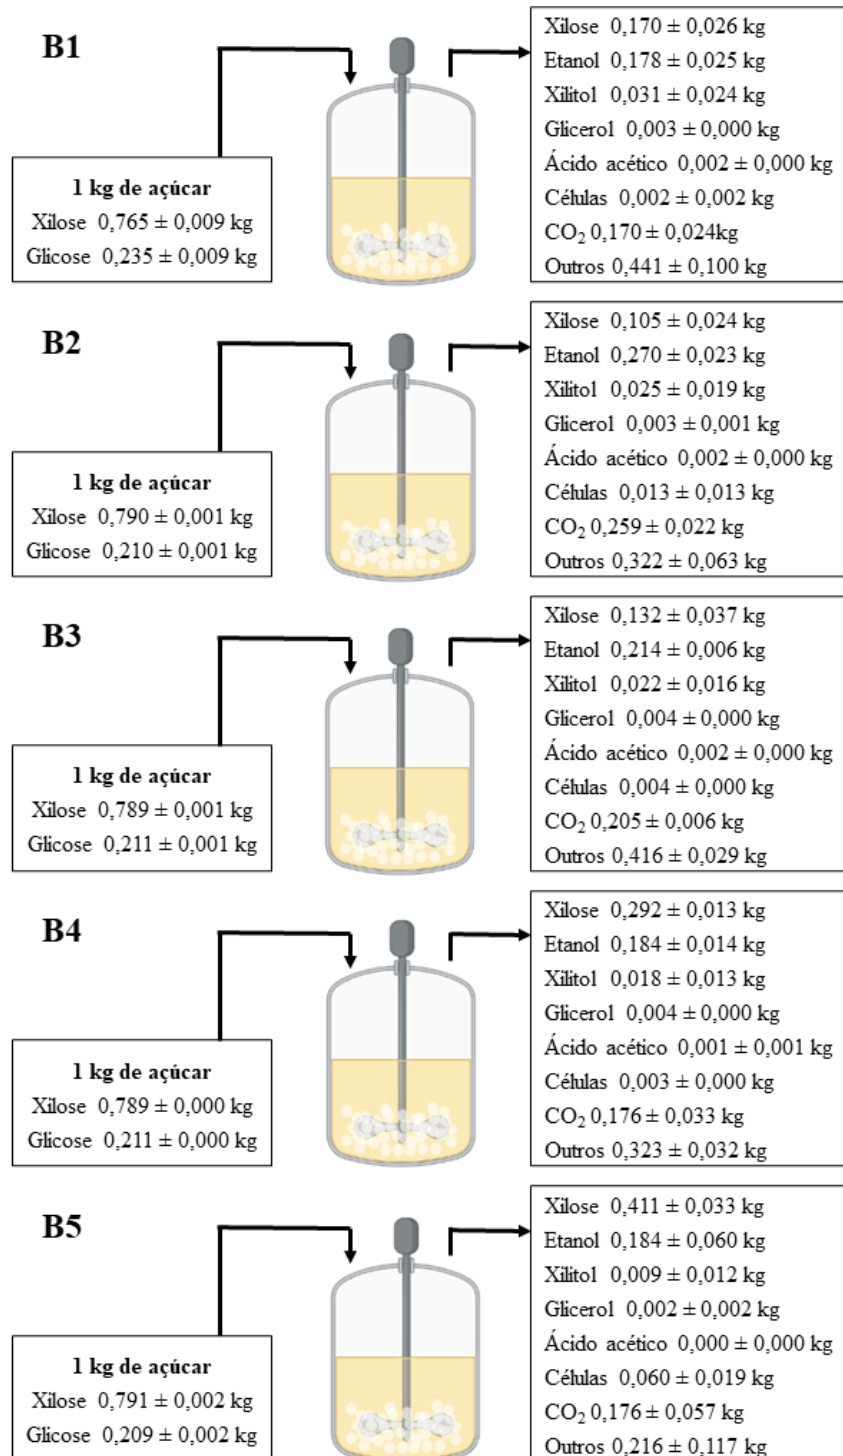 B1
1 kg de açúcar
Xilose 0,765 ± 0,009 kg
Glicose 0,235 ± 0,009 kg
Xilose 0,170 ± 0,026 kg
Etanol 0,178 ± 0,025 kg
Xilitol 0,031 ± 0,024 kg
Glicerol 0,003 ± 0,000 kg
Ácido acético 0,002 ± 0,000 kg
Células 0,002 ± 0,002 kg
CO₂ 0,170 ± 0,024kg
Outros 0,441 ± 0,100 kg
B2
1 kg de açúcar
Xilose 0,790 ± 0,001 kg
Glicose 0,210 ± 0,001 kg
Xilose 0,105 ± 0,024 kg
Etanol 0,270 ± 0,023 kg
Xilitol 0,025 ± 0,019 kg
Glicerol 0,003 ± 0,001 kg
Ácido acético 0,002 ± 0,000 kg
Células 0,013 ± 0,013 kg
CO₂ 0,259 ± 0,022 kg
Outros 0,322 ± 0,063 kg
B3
1 kg de açúcar
Xilose 0,789 ± 0,001 kg
Glicose 0,211 ± 0,001 kg
Xilose 0,132 ± 0,037 kg
Etanol 0,214 ± 0,006 kg
Xilitol 0,022 ± 0,016 kg
Glicerol 0,004 ± 0,000 kg
Ácido acético 0,002 ± 0,000 kg
Células 0,004 ± 0,000 kg
CO₂ 0,205 ± 0,006 kg
Outros 0,416 ± 0,029 kg
B4
1 kg de açúcar
Xilose 0,789 ± 0,000 kg
Glicose 0,211 ± 0,000 kg
Xilose 0,292 ± 0,013 kg
Etanol 0,184 ± 0,014 kg
Xilitol 0,018 ± 0,013 kg
Glicerol 0,004 ± 0,000 kg
Ácido acético 0,001 ± 0,001 kg
Células 0,003 ± 0,000 kg
CO₂ 0,176 ± 0,033 kg
Outros 0,323 ± 0,032 kg
B5
1 kg de açúcar
Xilose 0,791 ± 0,002 kg
Glicose 0,209 ± 0,002 kg
Xilose 0,411 ± 0,033 kg
Etanol 0,184 ± 0,060 kg
Xilitol 0,009 ± 0,012 kg
Glicerol 0,002 ± 0,002 kg
Ácido acético 0,000 ± 0,000 kg
Células 0,060 ± 0,019 kg
CO₂ 0,176 ± 0,057 kg
Outros 0,216 ± 0,117 kg